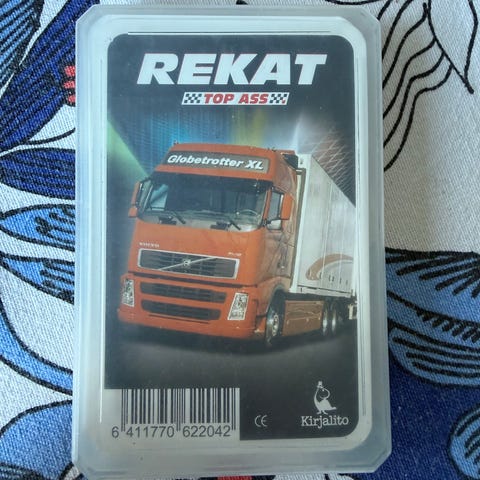 REKAT
TOP ASS
Globetrotter XL
VOLVO
6 411770 622042
CE
Kirjalito